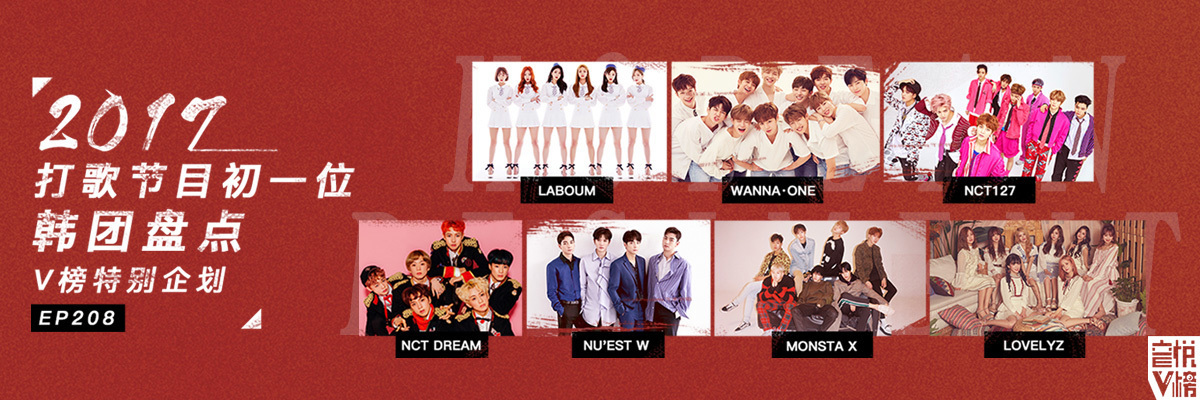 2017
打歌节目初一位
韩团盘点
V榜特别企划
EP208
LABOUM
WANNA·ONE
NCT127
NCT DREAM
NU'EST W
MONSTA X
LOVELYZ
音悦
V榜